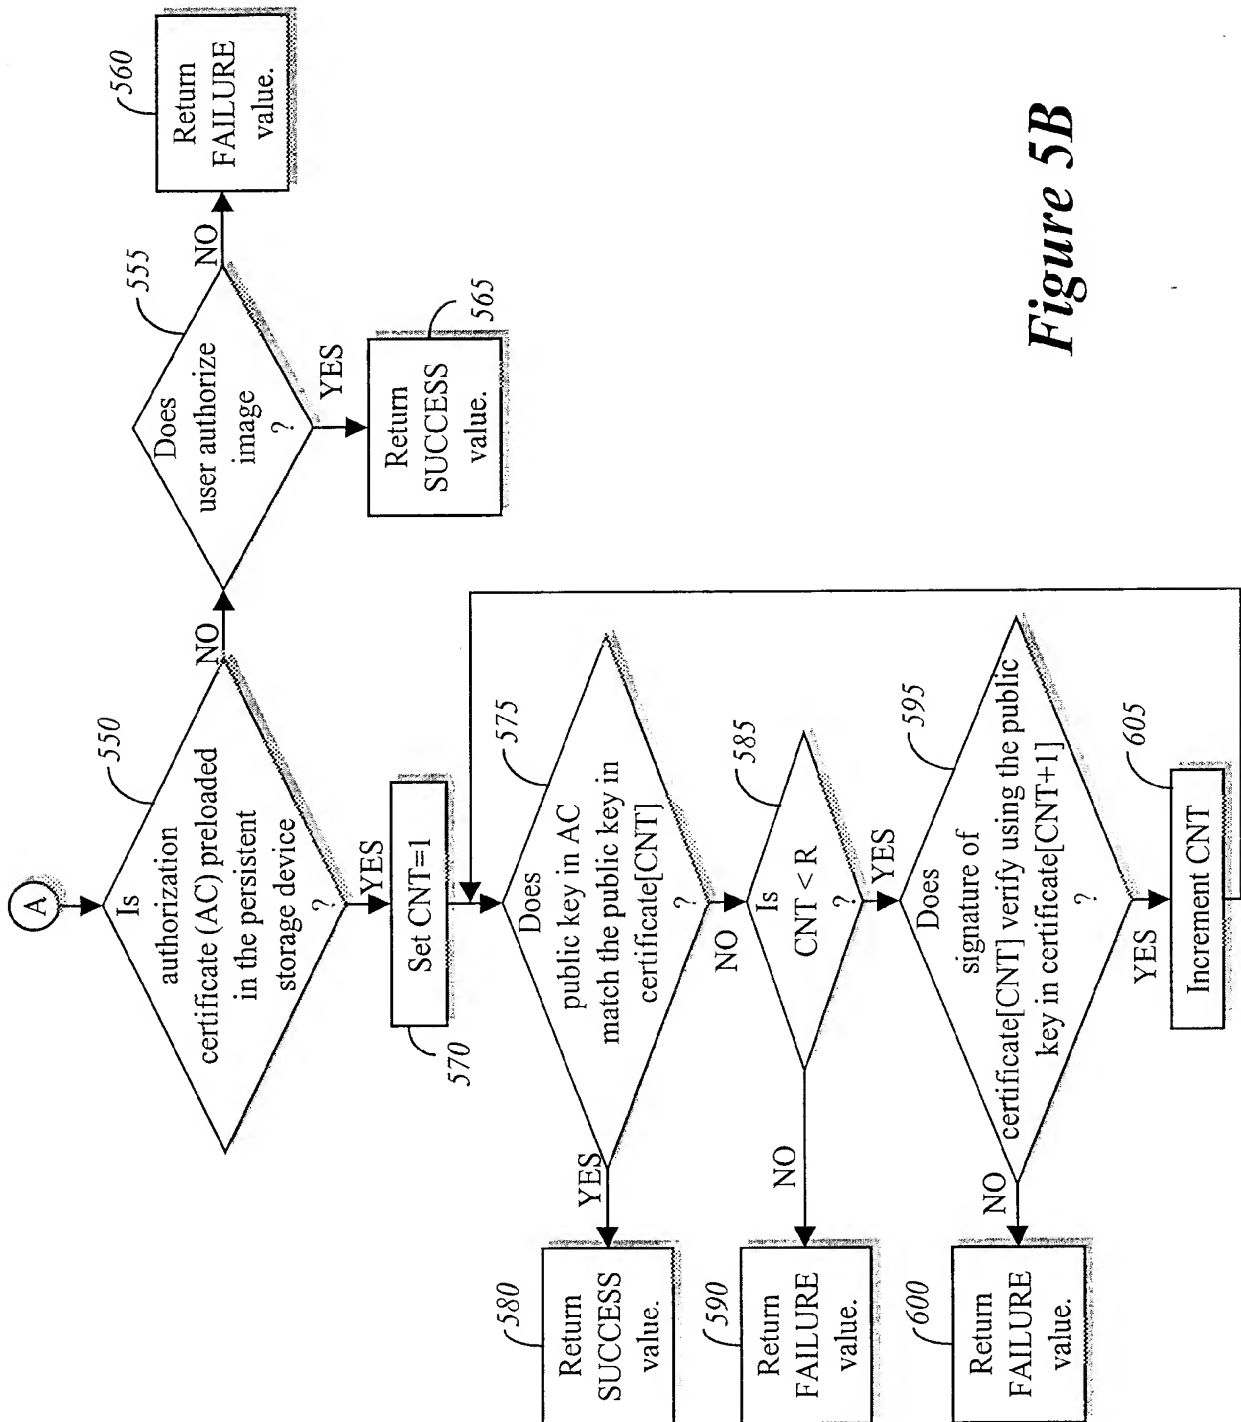 A
Is
authorization
certificate (AC) preloaded
in the persistent
storage device
?
550
NO
YES
Does
user authorize
image
?
555
NO
YES
Return
FAILURE
value.
560
Return
SUCCESS
value.
565
Set CNT=1
570
Does
public key in AC
match the public key in
certificate[CNT]
?
575
YES
NO
Return
SUCCESS
value.
580
Is
CNT < R
?
585
NO
YES
Return
FAILURE
value.
590
Does
signature of
certificate[CNT] verify using the public
key in certificate[CNT+1]
?
595
NO
YES
Return
FAILURE
value.
600
Increment CNT
605
Figure 5B